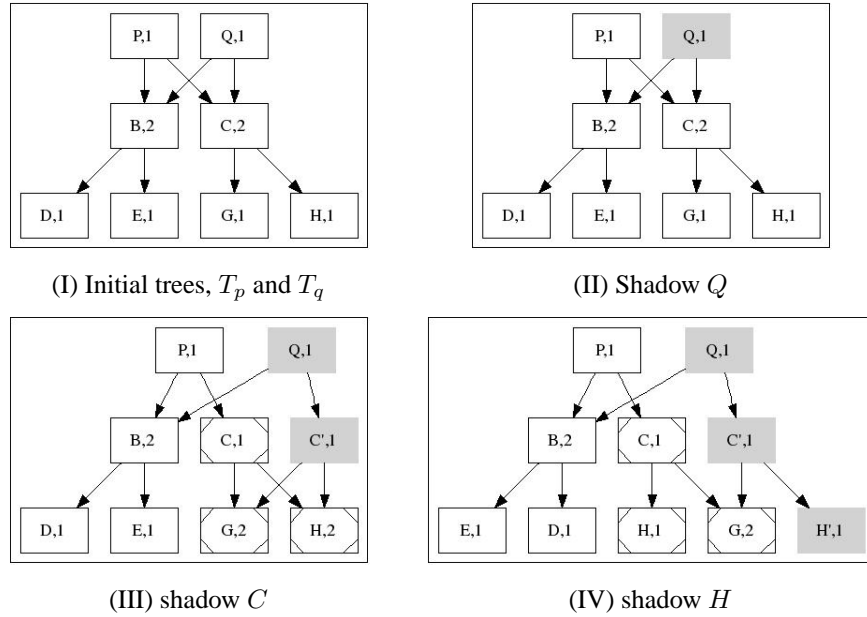 P,1 Q,1
B,2 C,2
D,1 E,1 G,1 H,1
(I) Initial trees, Tp and Tq
P,1 Q,1
B,2 C,2
D,1 E,1 G,1 H,1
(II) Shadow Q
P,1 Q,1
B,2 C,1 C',1
D,1 E,1 G,2 H,2
(III) shadow C
P,1 Q,1
B,2 C,1 C',1
E,1 D,1 H,1 G,2 H',1
(IV) shadow H